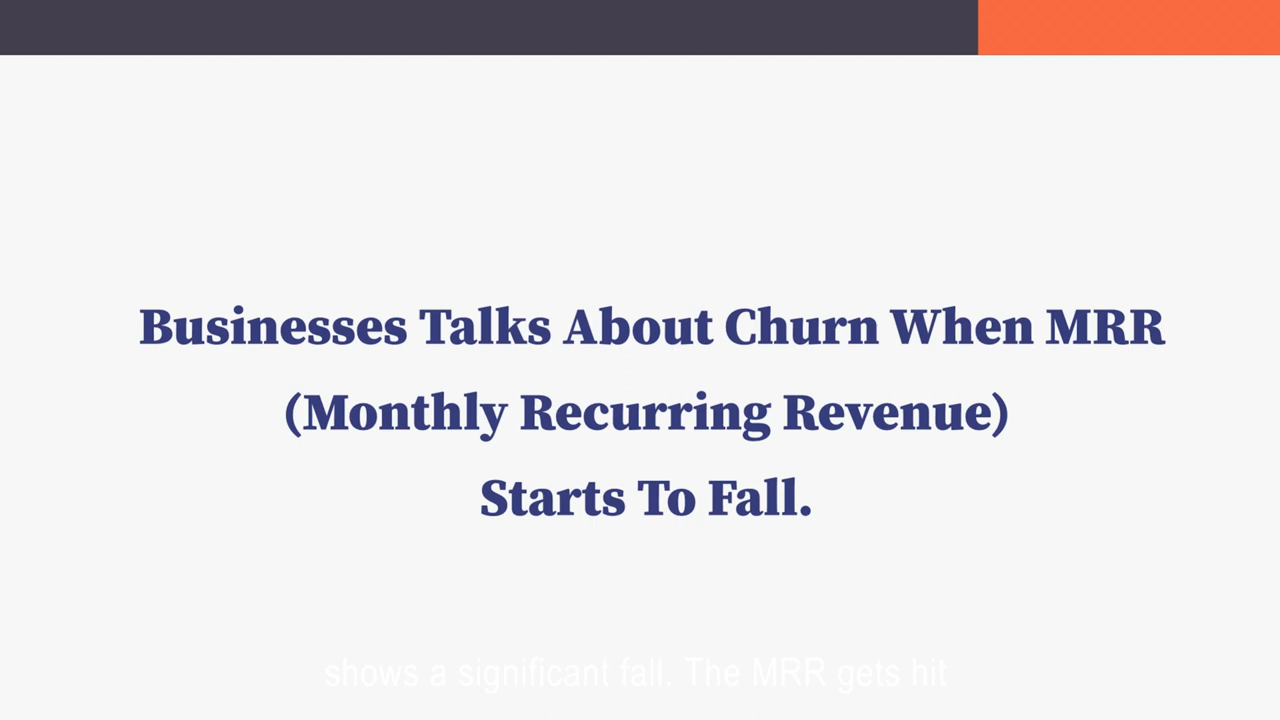 Businesses Talks About Churn When MRR
(Monthly Recurring Revenue)
Starts To Fall.
shows a significant fall. The MRR gets hit